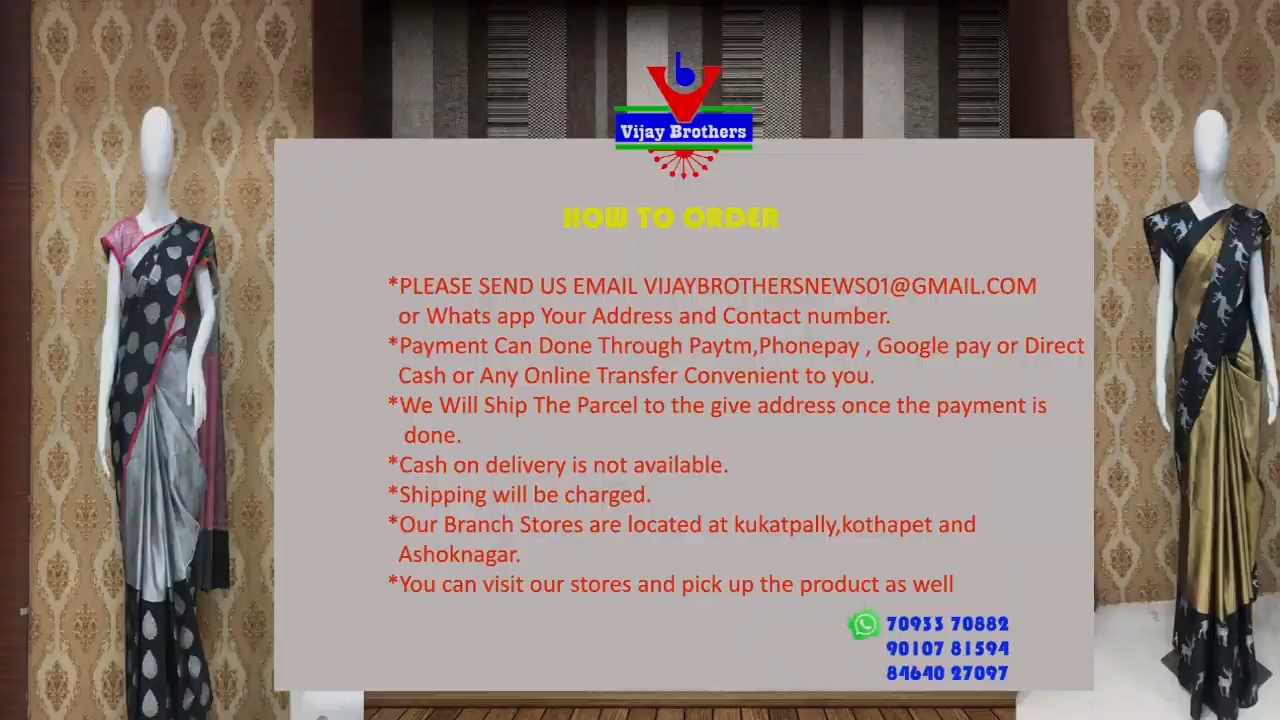 Vijay Brothers
HOW TO ORDER
*PLEASE SEND US EMAIL VIJAYBROTHERSNEWS01@GMAIL.COM
or Whats app Your Address and Contact number.
*Payment Can Done Through Paytm,Phonepay , Google pay or Direct
Cash or Any Online Transfer Convenient to you.
*We Will Ship The Parcel to the give address once the payment is
done.
*Cash on delivery is not available.
*Shipping will be charged.
*Our Branch Stores are located at kukatpally,kothapet and
Ashoknagar.
*You can visit our stores and pick up the product as well
70933 70882
90107 81594
84640 27097